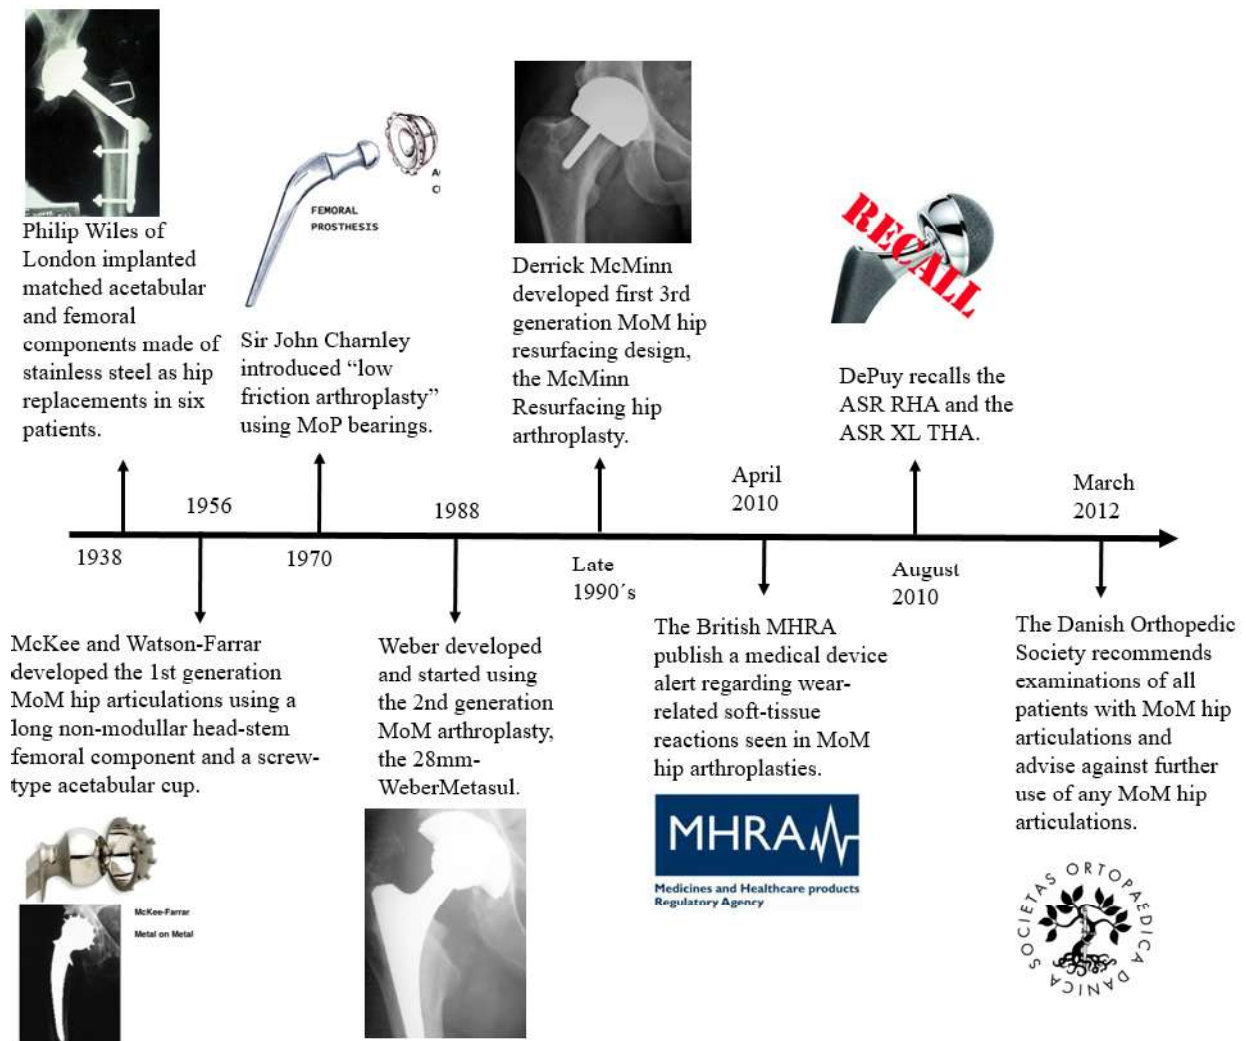 Philip Wiles of
London implanted
matched acetabular
and femoral
components made of
stainless steel as hip
replacements in six
patients.
FEMORAL
PROSTHESIS
Sir John Charnley
introduced “low
friction arthroplasty”
using MoP bearings.
Derrick McMinn
developed first 3rd
generation MoM hip
resurfacing design,
the McMinn
Resurfacing hip
arthroplasty.
RECALL
DePuy recalls the
ASR RHA and the
ASR XL THA.
1938
1956
1970
1988
Late
1990´s
April
2010
August
2010
March
2012
McKee and Watson-Farrar
developed the 1st generation
MoM hip articulations using a
long non-modullar head-stem
femoral component and a screw-
type acetabular cup.
McKee-Farrar
Metal on Metal
Weber developed
and started using
the 2nd generation
MoM arthroplasty,
the 28mm-
WeberMetasul.
The British MHRA
publish a medical device
alert regarding wear-
related soft-tissue
reactions seen in MoM
hip arthroplasties.
MHRA
Medicines and Healthcare products
Regulatory Agency
The Danish Orthopedic
Society recommends
examinations of all
patients with MoM hip
articulations and
advise against further
use of any MoM hip
articulations.
SOCIETAS ORTOPAEDICA DANICA